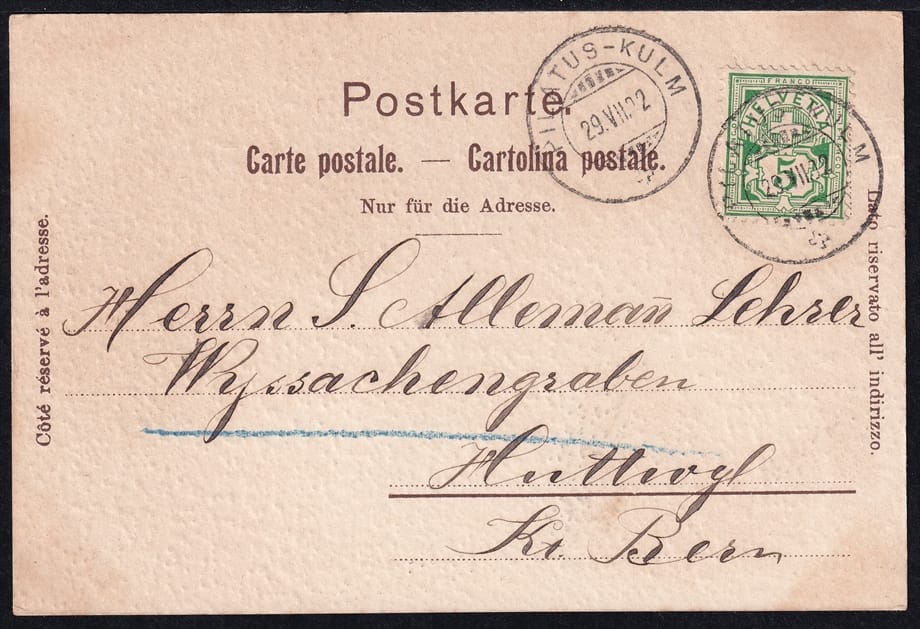 Postkarte.
Carte postale. — Cartolina postale.
Nur für die Adresse.
PILATUS-KULM
29.VII.
FRANCO
HELVETIA
5
Côté réservé à l'adresse.
Lato riservato all' indirizzo.
Herrn S. Alleman̄ Lehrer
Wyssachengraben
Huttwyl
Kt. Bern